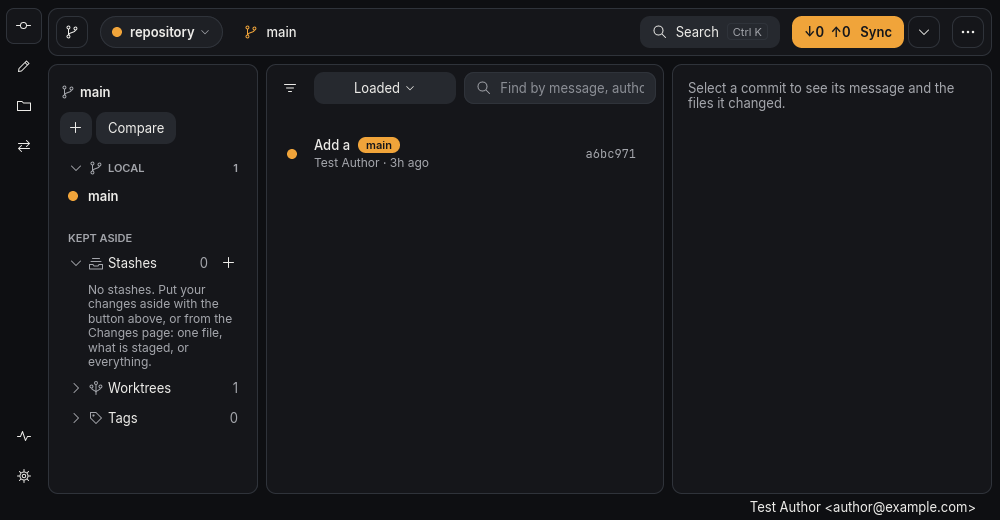 repository
main
Search Ctrl K
0 0 Sync
main
Compare
LOCAL 1
main
KEPT ASIDE
Stashes 0
No stashes. Put your
changes aside with the
button above, or from the
Changes page: one file,
what is staged, or
everything.
Worktrees 1
Tags 0
Loaded
Find by message, autho
Add a main
Test Author · 3h ago
a6bc971
Select a commit to see its message and the
files it changed.
Test Author <author@example.com>